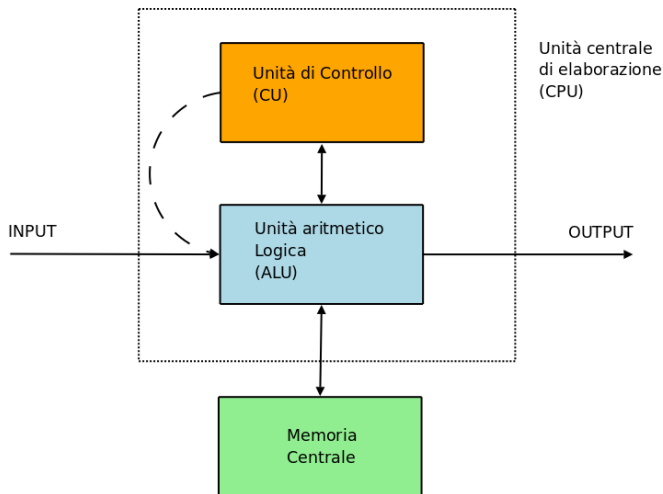 Unità di Controllo
(CU)
Unità centrale
di elaborazione
(CPU)
INPUT
Unità aritmetico
Logica
(ALU)
OUTPUT
Memoria
Centrale